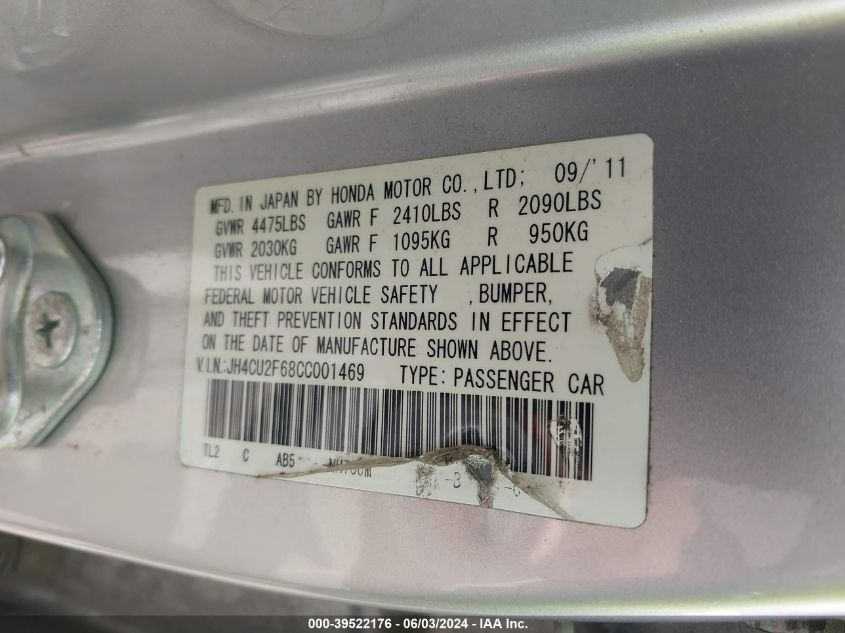 MFD. IN JAPAN BY HONDA MOTOR CO., LTD; 09/'11
GVWR 4475LBS GAWR F 2410LBS R 2090LBS
GVWR 2030KG GAWR F 1095KG R 950KG
THIS VEHICLE CONFORMS TO ALL APPLICABLE
FEDERAL MOTOR VEHICLE SAFETY , BUMPER,
AND THEFT PREVENTION STANDARDS IN EFFECT
ON THE DATE OF MANUFACTURE SHOWN ABOVE.
V.I.N.:JH4CU2F68CC001469 TYPE: PASSENGER CAR
TL2 C AB5
000-39522176 - 06/03/2024 - IAA Inc.